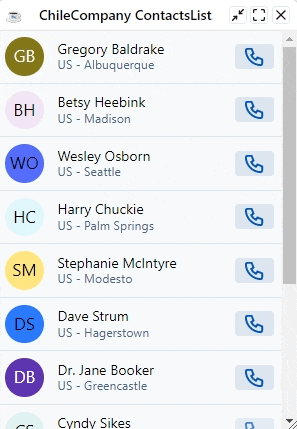 ChileCompany ContactsList
GB
Gregory Baldrake
US - Albuquerque
BH
Betsy Heebink
US - Madison
WO
Wesley Osborn
US - Seattle
HC
Harry Chuckie
US - Palm Springs
SM
Stephanie McIntyre
US - Modesto
DS
Dave Strum
US - Hagerstown
DB
Dr. Jane Booker
US - Greencastle
CS
Cyndy Sikes